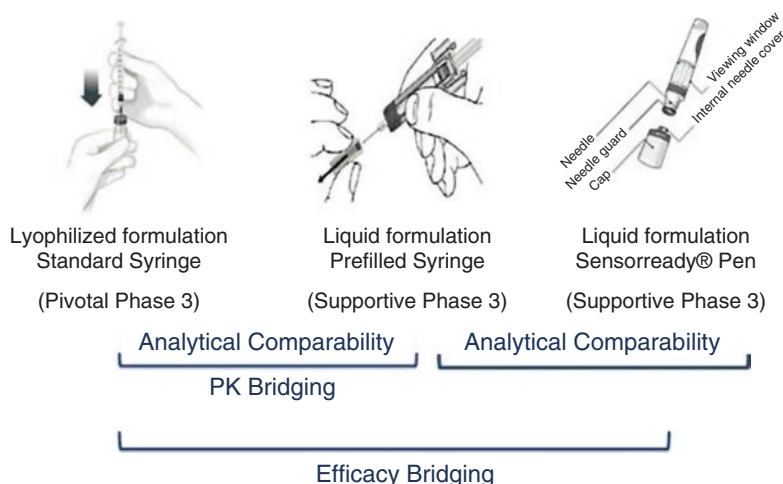 Viewing window
Internal needle cover
Needle
Needle guard
Cap
Lyophilized formulation
Standard Syringe
(Pivotal Phase 3)
Liquid formulation
Prefilled Syringe
(Supportive Phase 3)
Liquid formulation
Sensorready® Pen
(Supportive Phase 3)
Analytical Comparability
Analytical Comparability
PK Bridging
Efficacy Bridging